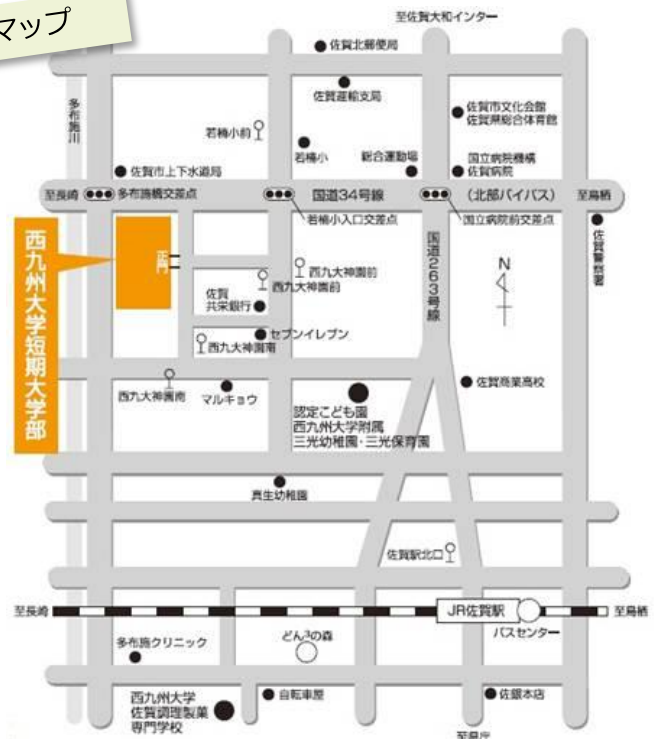 マップ
至佐賀大和インター
佐賀北郵便局
佐賀運輸支局
多布施川
若楠小前
佐賀市文化会館
佐賀県総合体育館
若楠小
総合運動場
国立病院機構
佐賀病院
佐賀市上下水道局
至長崎
多布施橋交差点
国道34号線
(北部バイパス)
至鳥栖
若楠小入口交差点
国立病院前交差点
西九州大学短期大学部
正門
国道263号線
N
佐賀警察署
西九大神園前
西九大神園前
佐賀
共栄銀行
セブンイレブン
西九大神園南
西九大神園南
マルキョウ
佐賀商業高校
認定こども園
西九州大学附属
三光幼稚園・三光保育園
真生幼稚園
佐賀駅北口
至長崎
JR佐賀駅
至鳥栖
バスセンター
多布施クリニック
どん3の森
西九州大学
佐賀調理製菓
専門学校
自転車屋
佐銀本店
至県庁